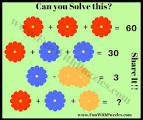 Can you Solve this?
+ + = 60
+ + = 30
- = 3
+ + = ?
Share It!!
www.FunWithPuzzles.com